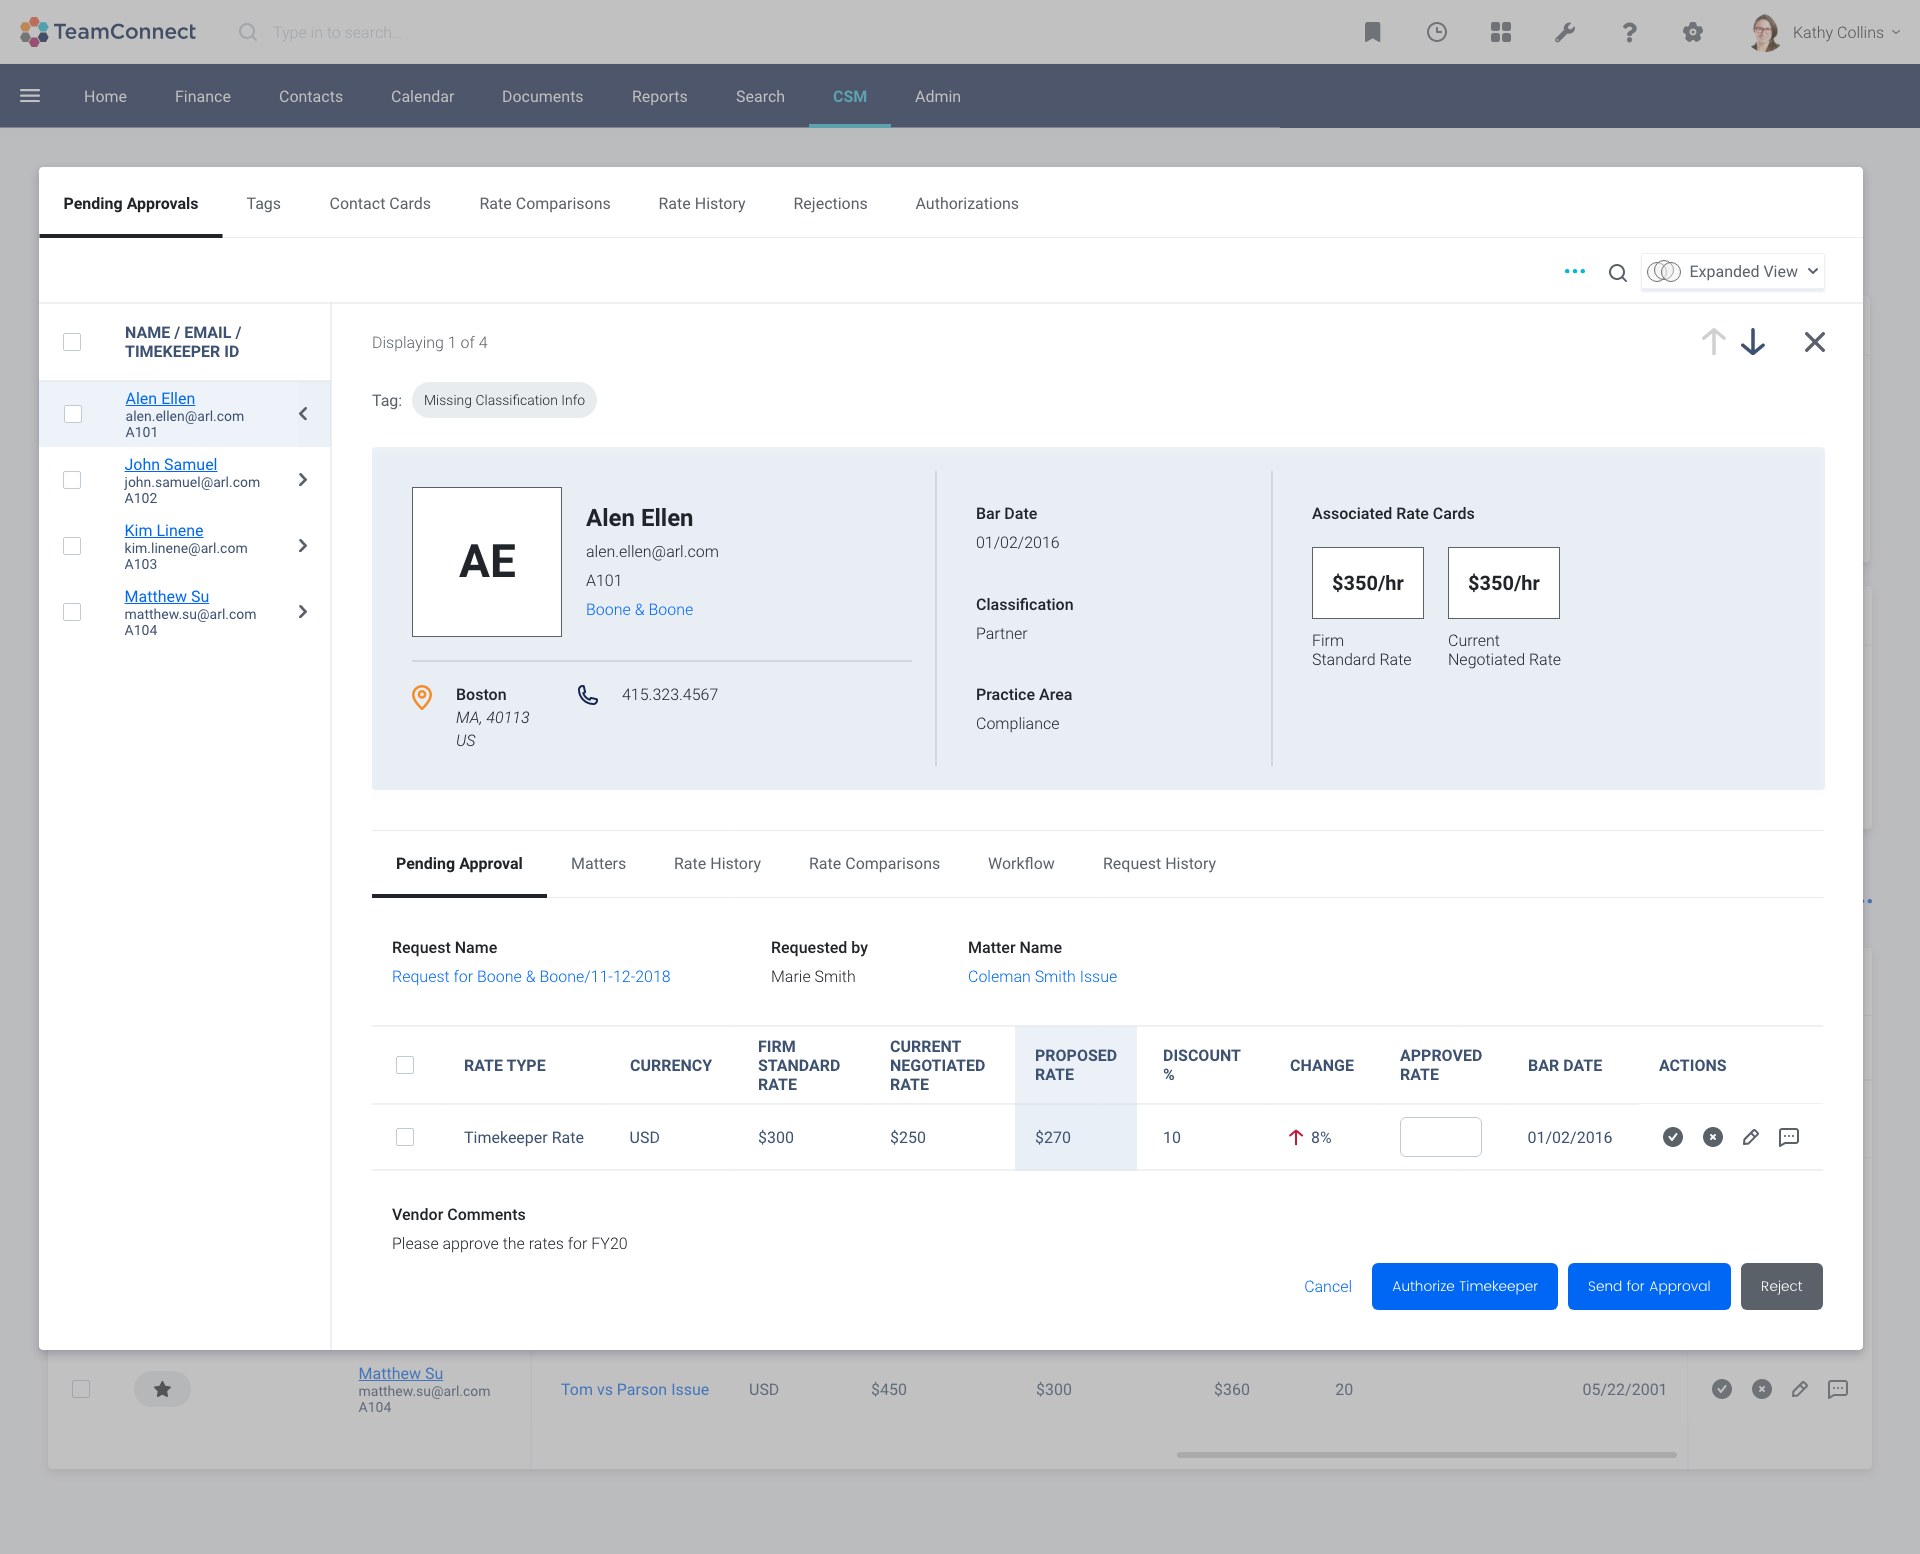 TeamConnect
Type in to search...
Kathy Collins
Home
Finance
Contacts
Calendar
Documents
Reports
Search
CSM
Admin
Pending Approvals
Tags
Contact Cards
Rate Comparisons
Rate History
Rejections
Authorizations
Expanded View
NAME / EMAIL /
TIMEKEEPER ID
Alen Ellen
alen.ellen@arl.com
A101
John Samuel
john.samuel@arl.com
A102
Kim Linene
kim.linene@arl.com
A103
Matthew Su
matthew.su@arl.com
A104
Displaying 1 of 4
Tag:
Missing Classification Info
AE
Alen Ellen
alen.ellen@arl.com
A101
Boone & Boone
Boston
MA, 40113
US
415.323.4567
Bar Date
01/02/2016
Classification
Partner
Practice Area
Compliance
Associated Rate Cards
$350/hr
Firm
Standard Rate
$350/hr
Current
Negotiated Rate
Pending Approval
Matters
Rate History
Rate Comparisons
Workflow
Request History
Request Name
Request for Boone & Boone/11-12-2018
Requested by
Marie Smith
Matter Name
Coleman Smith Issue
RATE TYPE
CURRENCY
FIRM
STANDARD
RATE
CURRENT
NEGOTIATED
RATE
PROPOSED
RATE
DISCOUNT
%
CHANGE
APPROVED
RATE
BAR DATE
ACTIONS
Timekeeper Rate
USD
$300
$250
$270
10
8%
01/02/2016
Vendor Comments
Please approve the rates for FY20
Cancel
Authorize Timekeeper
Send for Approval
Reject
Matthew Su
matthew.su@arl.com
A104
Tom vs Parson Issue
USD
$450
$300
$360
20
05/22/2001